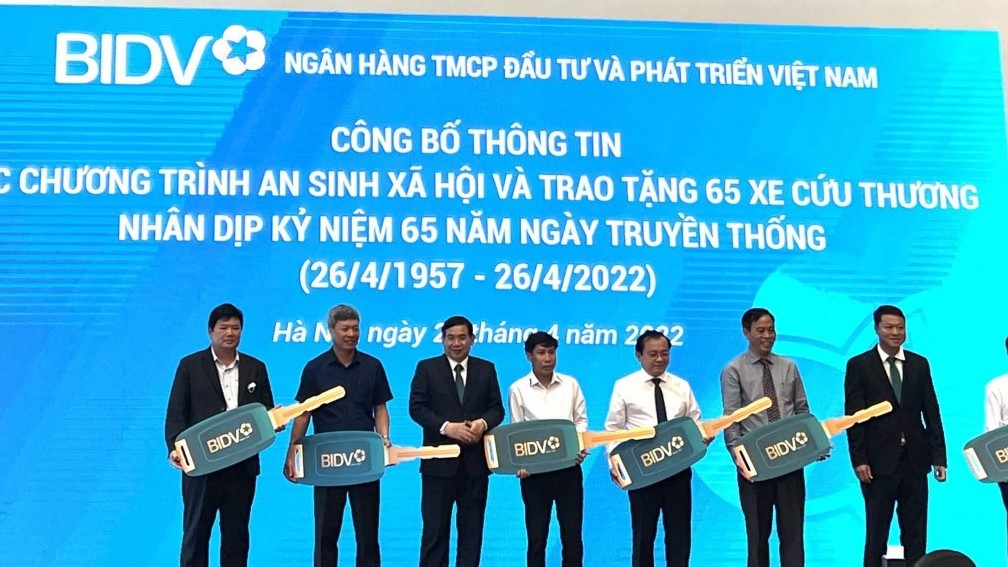 BIDV
NGÂN HÀNG TMCP ĐẦU TƯ VÀ PHÁT TRIỂN VIỆT NAM
CÔNG BỐ THÔNG TIN
CHƯƠNG TRÌNH AN SINH XÃ HỘI VÀ TRAO TẶNG 65 XE CỨU THƯƠNG
NHÂN DỊP KỶ NIỆM 65 NĂM NGÀY TRUYỀN THỐNG
(26/4/1957 - 26/4/2022)
Hà ngày tháng 4 năm 2022
BIDV
BIDV
BIDV
BIDV
BIDV